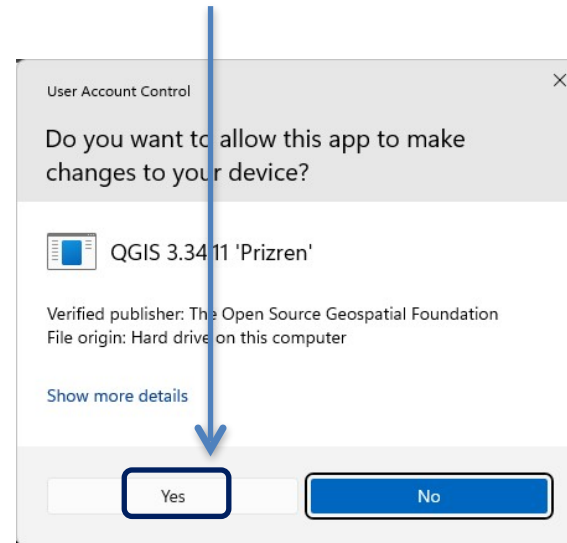 User Account Control
Do you want to allow this app to make
changes to your device?
QGIS 3.34.11 'Prizren'
Verified publisher: The Open Source Geospatial Foundation
File origin: Hard drive on this computer
Show more details
Yes
No